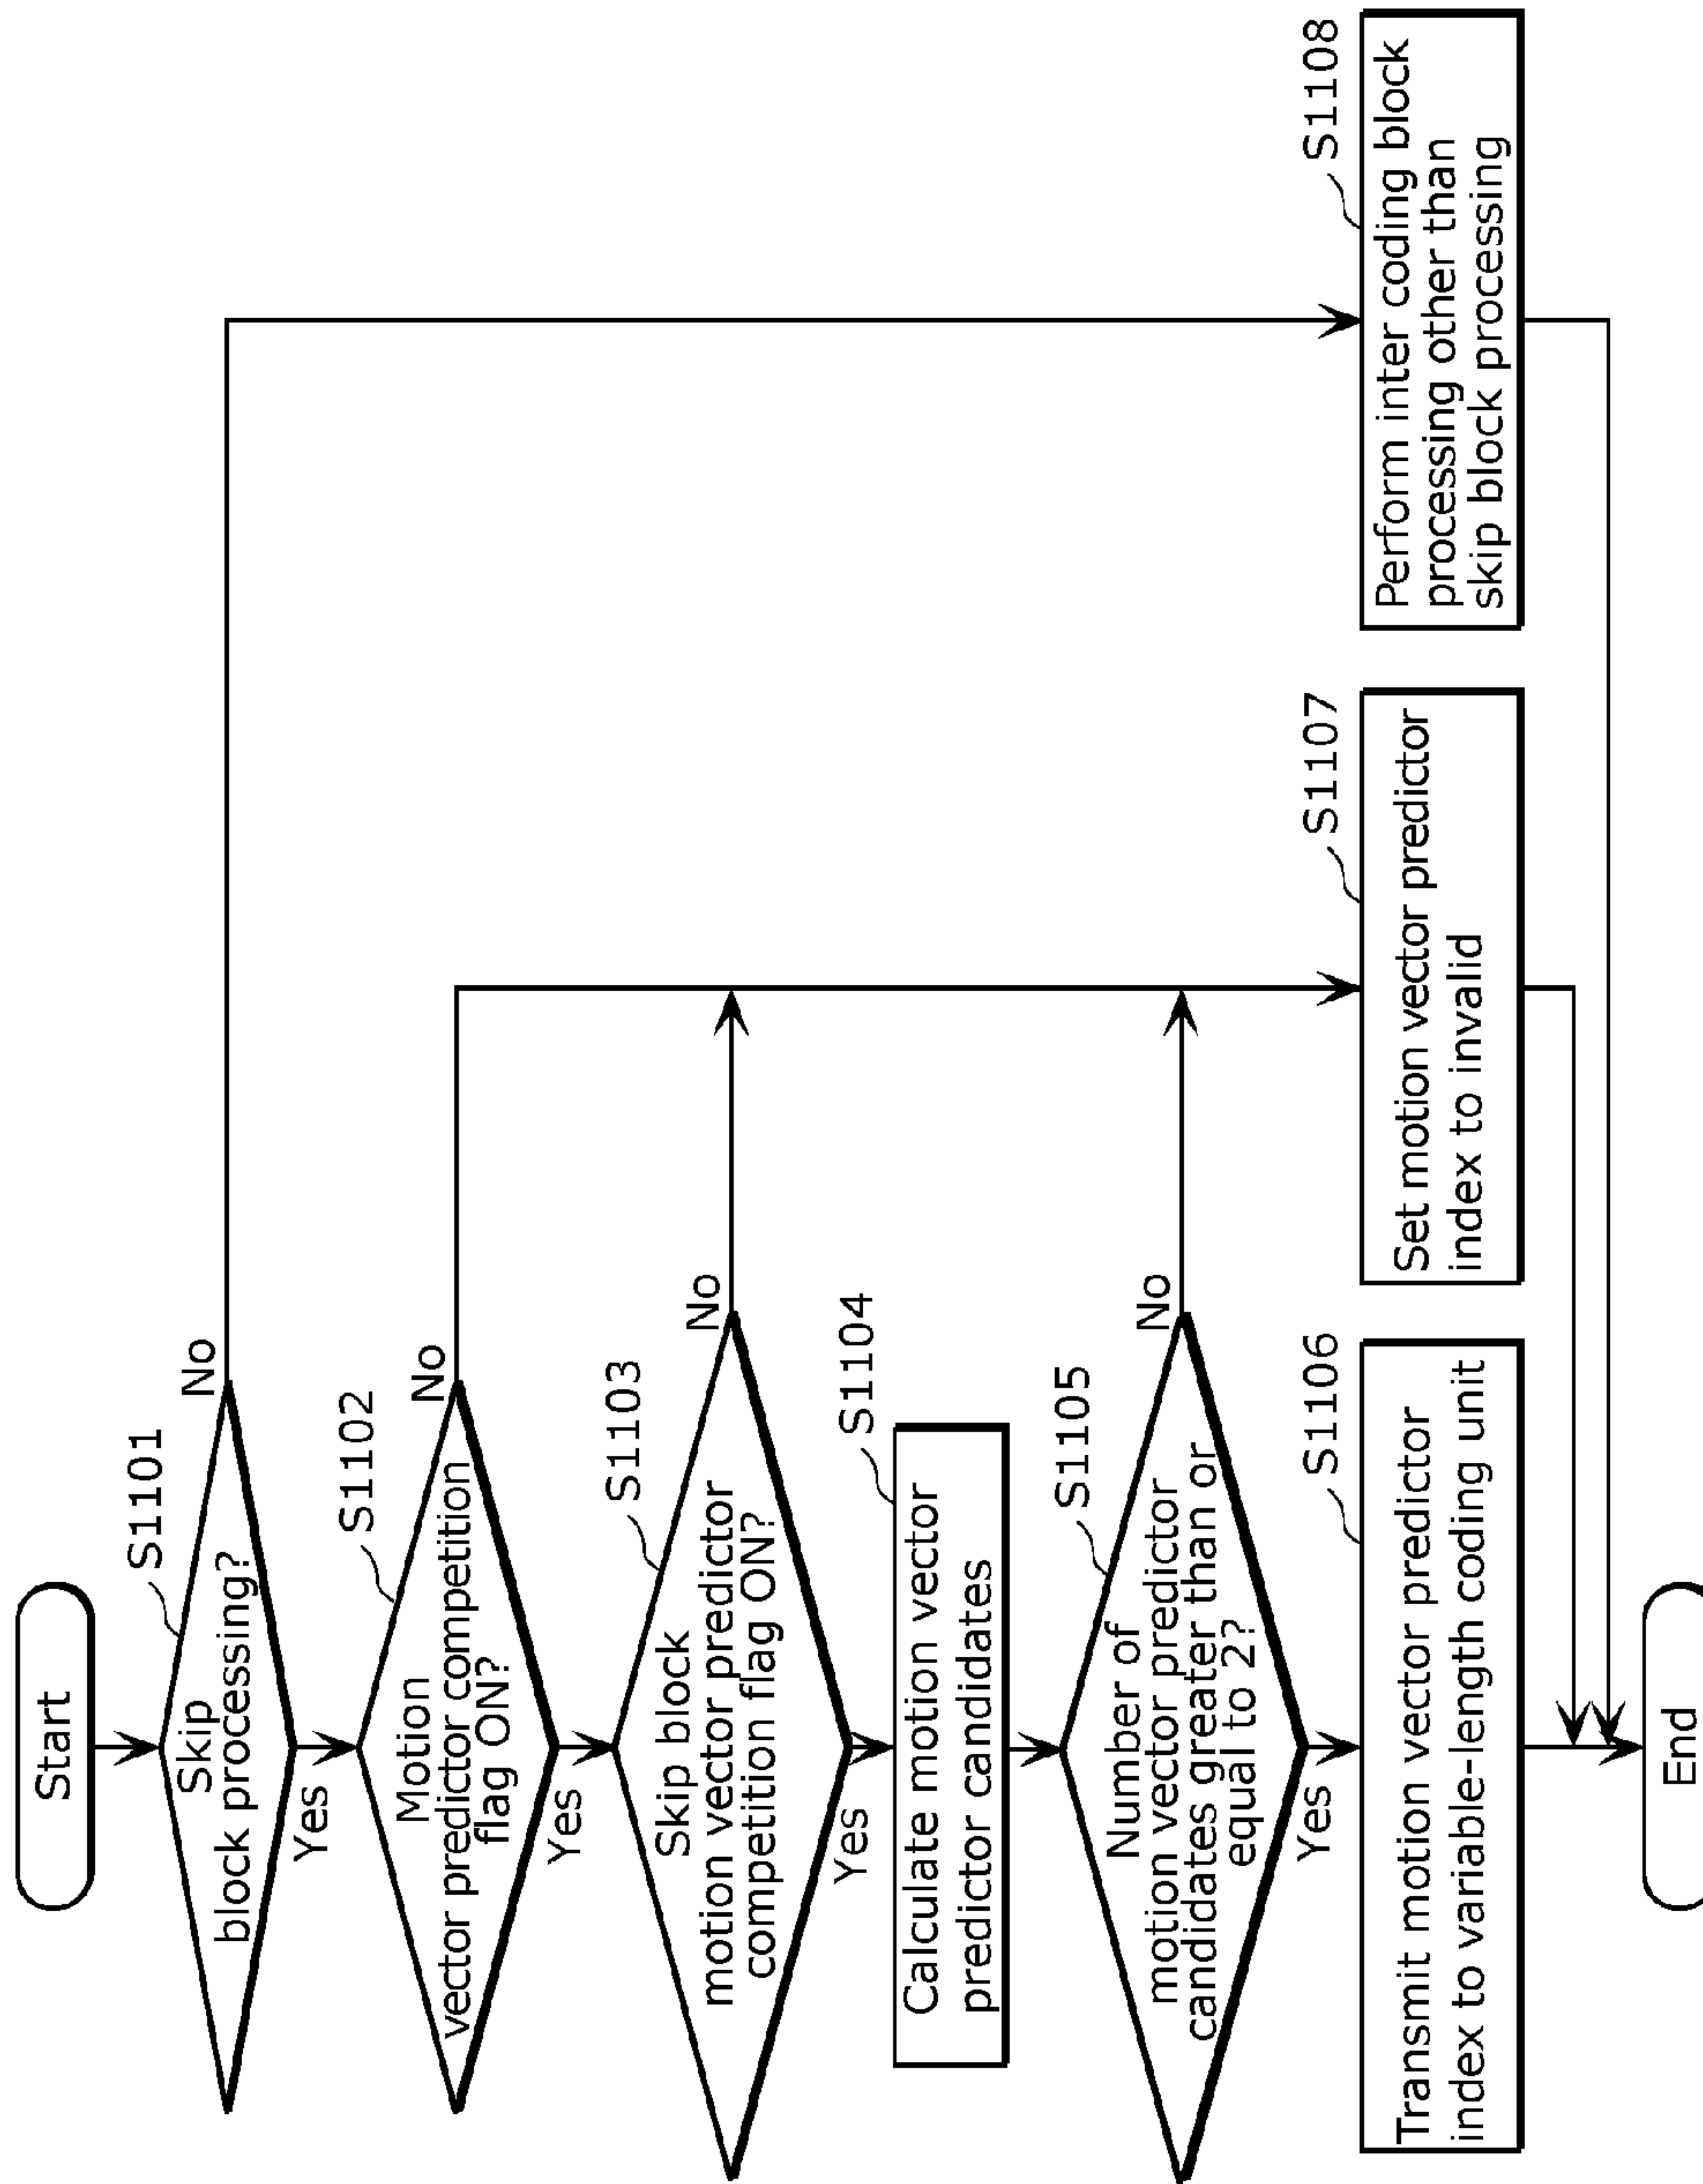 Start
S1101
Skip
block processing?
No
Yes
S1102
Motion
vector predictor competition
flag ON?
No
Yes
S1103
Skip block
motion vector predictor
competition flag ON?
No
Yes
S1104
Calculate motion vector
predictor candidates
S1105
Number of
motion vector predictor
candidates greater than or
equal to 2?
No
Yes
S1106
Transmit motion vector predictor
index to variable-length coding unit
S1107
Set motion vector predictor
index to invalid
S1108
Perform inter coding block
processing other than
skip block processing
End